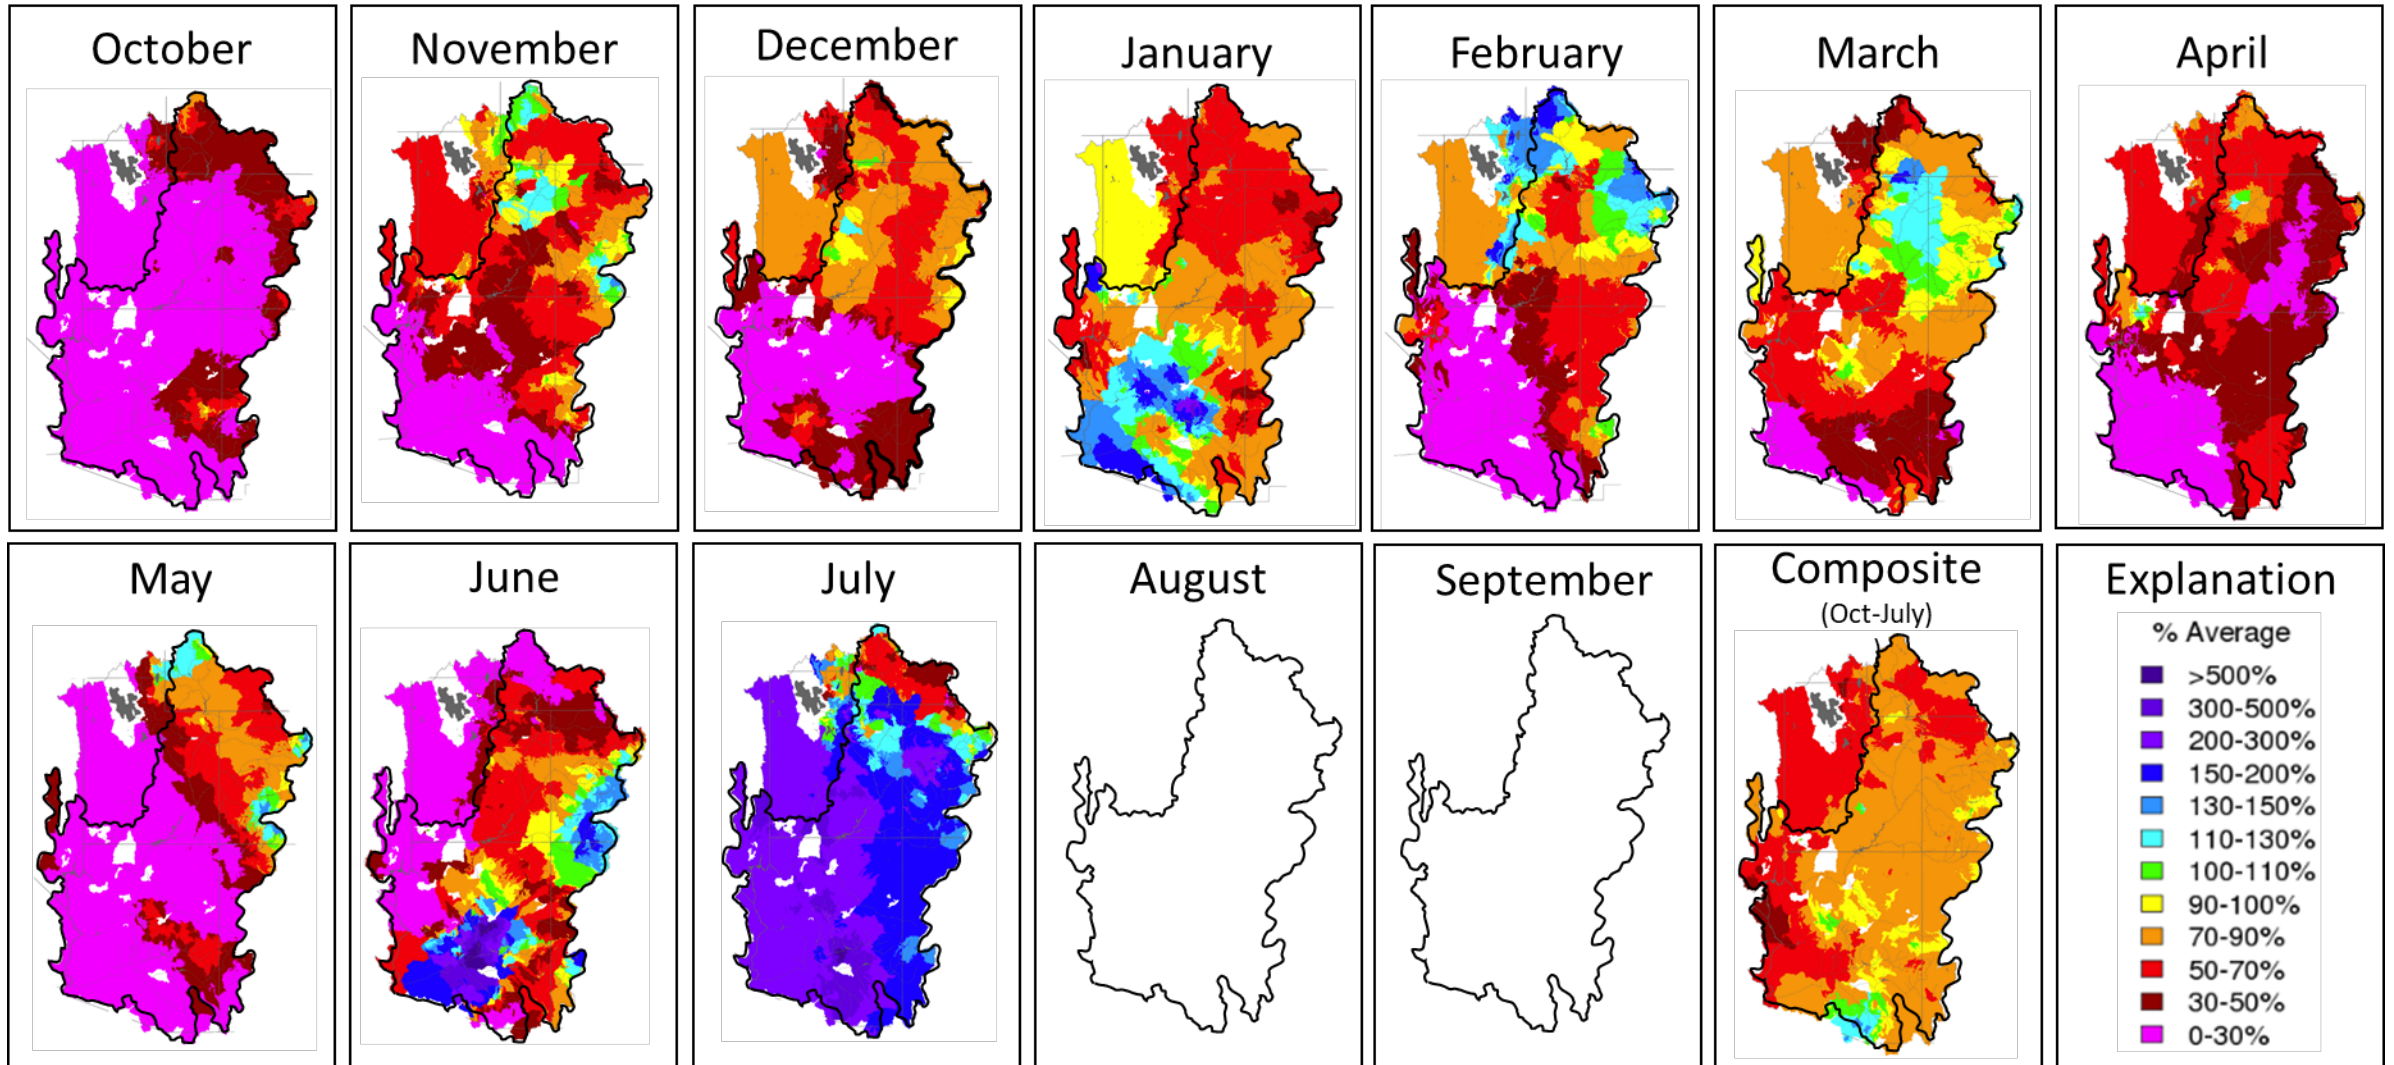 October
November
December
January
February
March
April
May
June
July
August
September
Composite
(Oct-July)
Explanation
% Average
>500%
300-500%
200-300%
150-200%
130-150%
110-130%
100-110%
90-100%
70-90%
50-70%
30-50%
0-30%